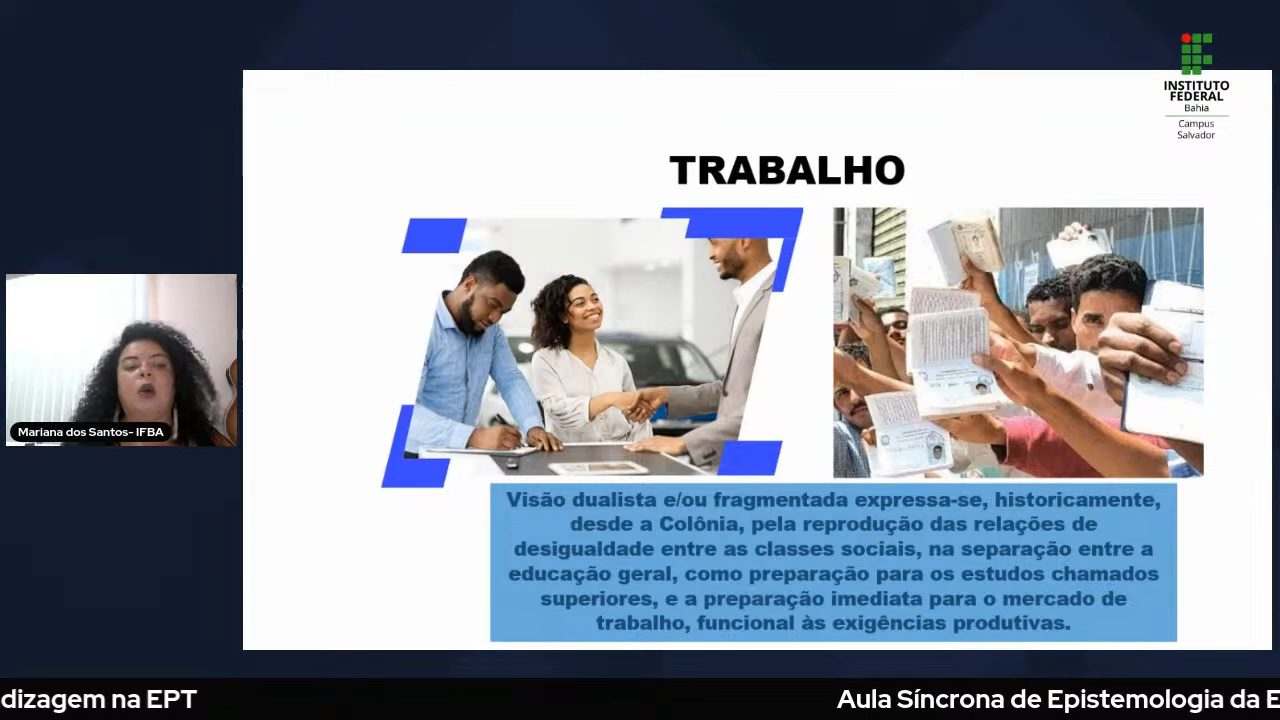 INSTITUTO
FEDERAL
Bahia
Campus
Salvador
TRABALHO
Mariana dos Santos- IFBA
Visão dualista e/ou fragmentada expressa-se, historicamente,
desde a Colônia, pela reprodução das relações de
desigualdade entre as classes sociais, na separação entre a
educação geral, como preparação para os estudos chamados
superiores, e a preparação imediata para o mercado de
trabalho, funcional às exigências produtivas.
dizagem na EPT
Aula Síncrona de Epistemologia da E